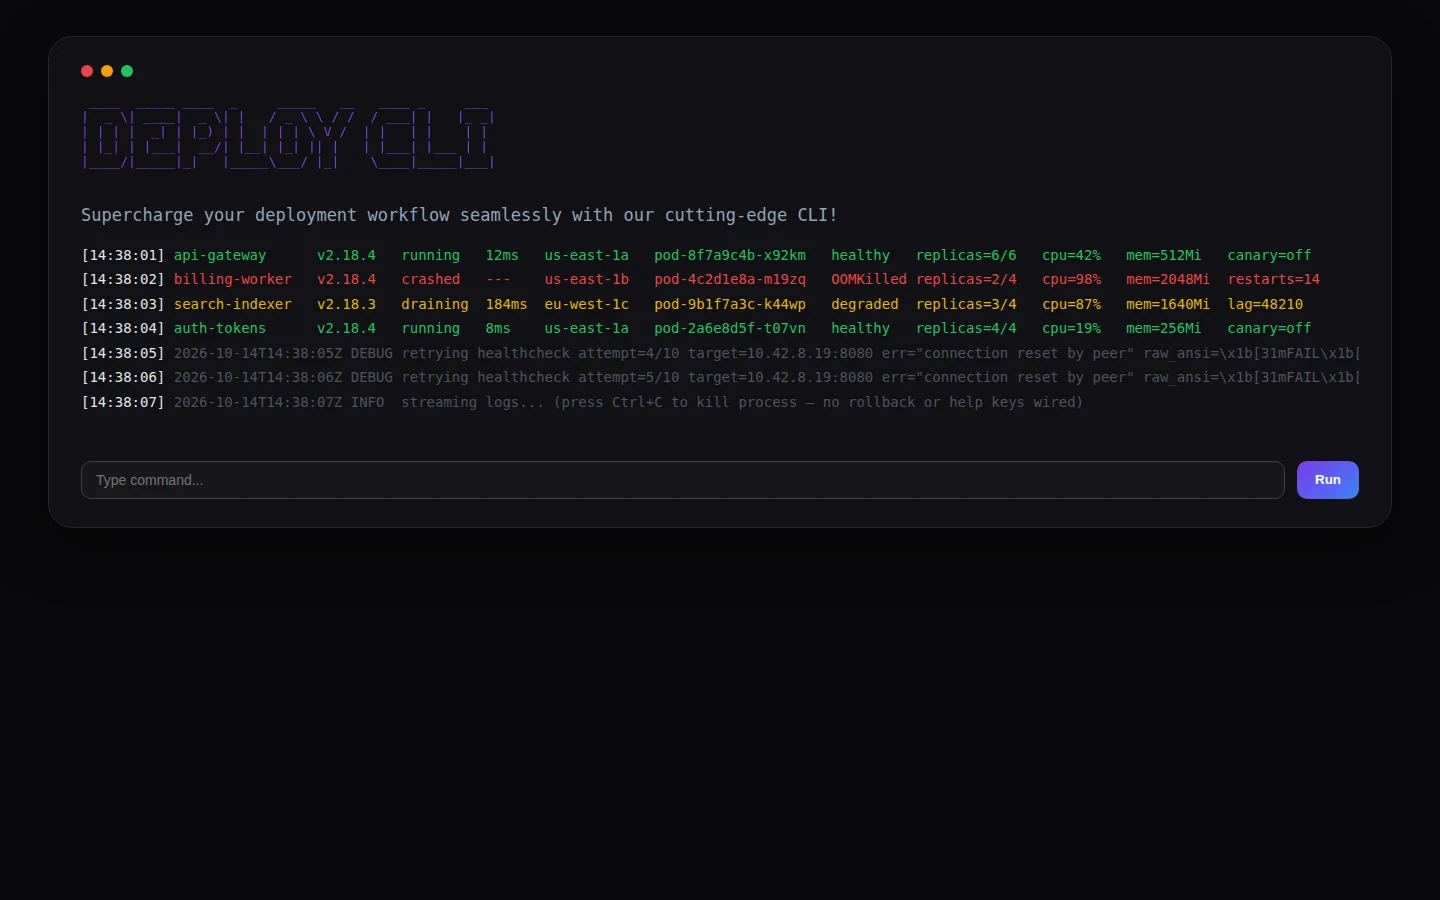 DEPLOY CLI
Supercharge your deployment workflow seamlessly with our cutting-edge CLI!
[14:38:01] api-gateway      v2.18.4   running   12ms   us-east-1a   pod-8f7a9c4b-x92km   healthy   replicas=6/6   cpu=42%   mem=512Mi   canary=off
[14:38:02] billing-worker   v2.18.4   crashed   ---    us-east-1b   pod-4c2d1e8a-m19zq   OOMKilled replicas=2/4   cpu=98%   mem=2048Mi  restarts=14
[14:38:03] search-indexer   v2.18.3   draining  184ms  eu-west-1c   pod-9b1f7a3c-k44wp   degraded  replicas=3/4   cpu=87%   mem=1640Mi  lag=48210
[14:38:04] auth-tokens      v2.18.4   running   8ms    us-east-1a   pod-2a6e8d5f-t07vn   healthy   replicas=4/4   cpu=19%   mem=256Mi   canary=off
[14:38:05] 2026-10-14T14:38:05Z DEBUG retrying healthcheck attempt=4/10 target=10.42.8.19:8080 err="connection reset by peer" raw_ansi=\x1b[31mFAIL\x1b[
[14:38:06] 2026-10-14T14:38:06Z DEBUG retrying healthcheck attempt=5/10 target=10.42.8.19:8080 err="connection reset by peer" raw_ansi=\x1b[31mFAIL\x1b[
[14:38:07] 2026-10-14T14:38:07Z INFO  streaming logs... (press Ctrl+C to kill process — no rollback or help keys wired)
Type command...
Run